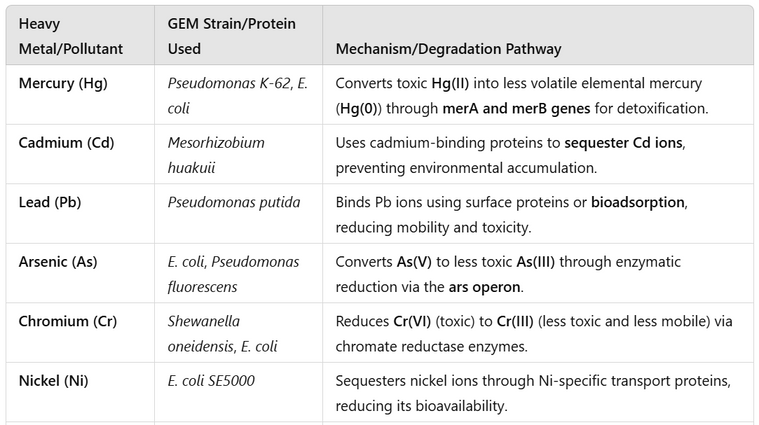 Heavy
Metal/Pollutant
GEM Strain/Protein
Used
Mechanism/Degradation Pathway
Mercury (Hg)
Pseudomonas K-62, E.
coli
Converts toxic Hg(II) into less volatile elemental mercury
(Hg(0)) through merA and merB genes for detoxification.
Cadmium (Cd)
Mesorhizobium
huakuii
Uses cadmium-binding proteins to sequester Cd ions,
preventing environmental accumulation.
Lead (Pb)
Pseudomonas putida
Binds Pb ions using surface proteins or bioadsorption,
reducing mobility and toxicity.
Arsenic (As)
E. coli, Pseudomonas
fluorescens
Converts As(V) to less toxic As(III) through enzymatic
reduction via the ars operon.
Chromium (Cr)
Shewanella
oneidensis, E. coli
Reduces Cr(VI) (toxic) to Cr(III) (less toxic and less mobile) via
chromate reductase enzymes.
Nickel (Ni)
E. coli SE5000
Sequesters nickel ions through Ni-specific transport proteins,
reducing its bioavailability.